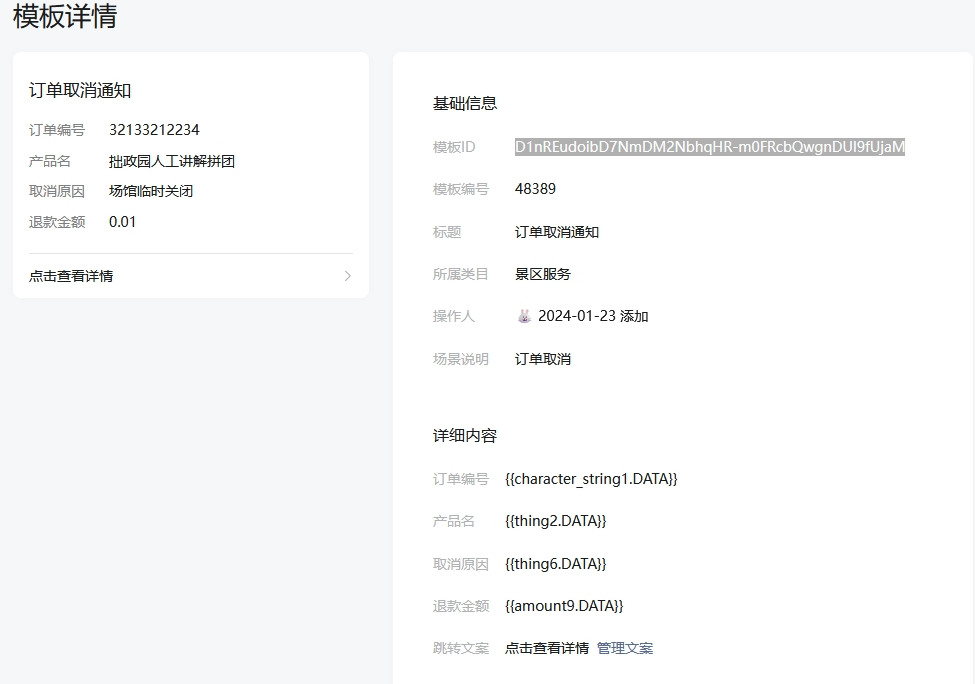 模板详情
订单取消通知
订单编号 32133212234
产品名 拙政园人工讲解拼团
取消原因 场馆临时关闭
退款金额 0.01
点击查看详情
基础信息
模板ID D1nREudoibD7NmDM2NbhqHR-m0FRcbQwgnDUI9fUjaM
模板编号 48389
标题 订单取消通知
所属类目 景区服务
操作人 2024-01-23 添加
场景说明 订单取消
详细内容
订单编号 {{character_string1.DATA}}
产品名 {{thing2.DATA}}
取消原因 {{thing6.DATA}}
退款金额 {{amount9.DATA}}
跳转文案 点击查看详情 管理文案